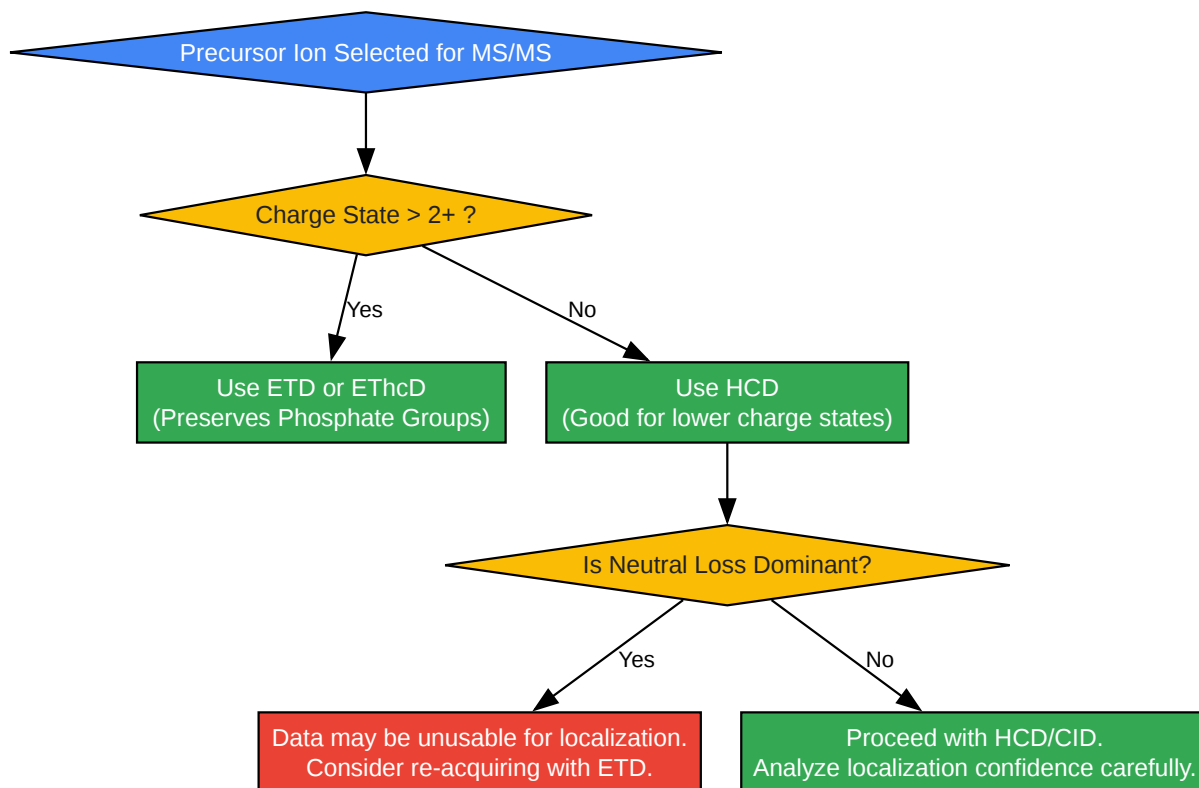 Precursor Ion Selected for MS/MS
Charge State > 2+ ?
Yes
No
Use ETD or EThcD
(Preserves Phosphate Groups)
Use HCD
(Good for lower charge states)
Is Neutral Loss Dominant?
Yes
No
Data may be unusable for localization.
Consider re-acquiring with ETD.
Proceed with HCD/CID.
Analyze localization confidence carefully.